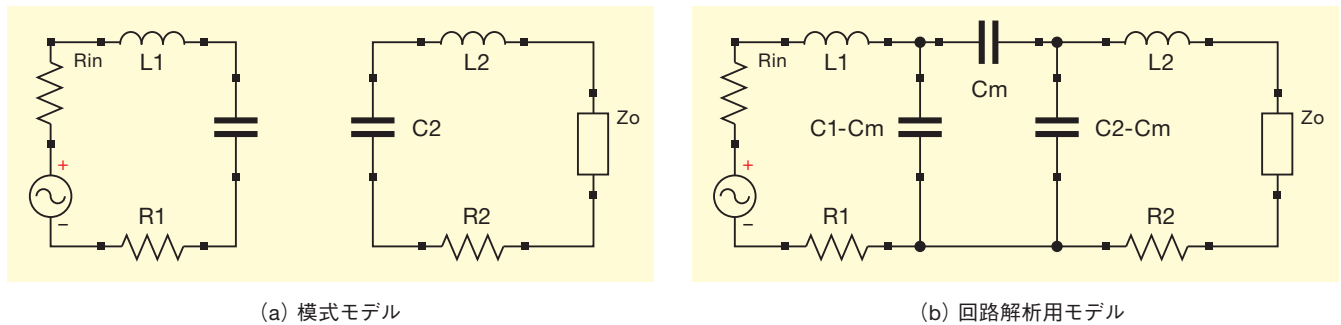 Rin
L1
+
−
R1
L2
C2
Zo
R2
(a) 模式モデル
Rin
L1
Cm
L2
C1-Cm
C2-Cm
Zo
+
−
R1
R2
(b) 回路解析用モデル